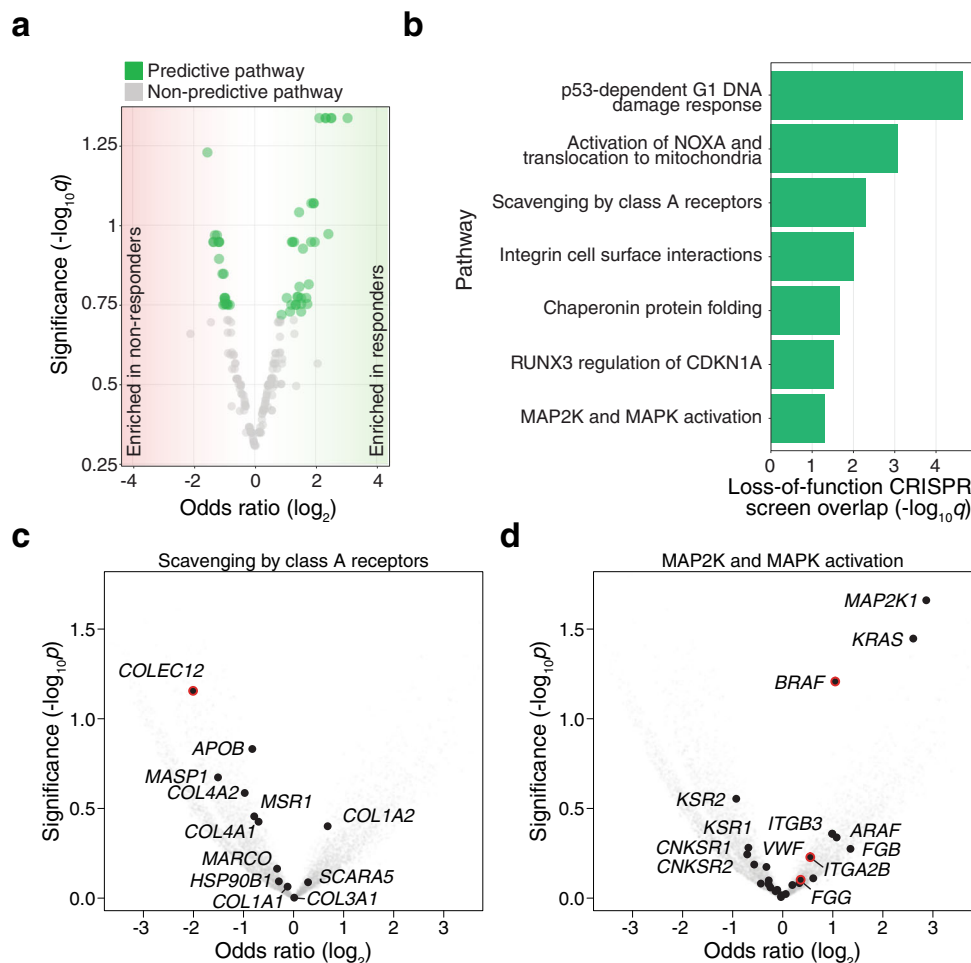 a
Predictive pathway
Non-predictive pathway
Significance (-log10q)
1.25
1
0.75
0.5
0.25
Enriched in non-responders
Enriched in responders
-4
-2
0
2
4
Odds ratio (log2)
b
Pathway
p53-dependent G1 DNA
damage response
Activation of NOXA and
translocation to mitochondria
Scavenging by class A receptors
Integrin cell surface interactions
Chaperonin protein folding
RUNX3 regulation of CDKN1A
MAP2K and MAPK activation
0
1
2
3
4
Loss-of-function CRISPR
screen overlap (-log10q)
c
Scavenging by class A receptors
Significance (-log10p)
1.5
1.0
0.5
0.0
COLEC12
APOB
MASP1
COL4A2
MSR1
COL1A2
COL4A1
MARCO
HSP90B1
SCARA5
COL1A1
COL3A1
-3
-2
-1
0
1
2
3
Odds ratio (log2)
d
MAP2K and MAPK activation
Significance (-log10p)
1.5
1.0
0.5
0.0
MAP2K1
KRAS
BRAF
KSR2
KSR1
ITGB3
ARAF
CNKSR1
VWF
FGB
CNKSR2
ITGA2B
FGG
-3
-2
-1
0
1
2
3
Odds ratio (log2)